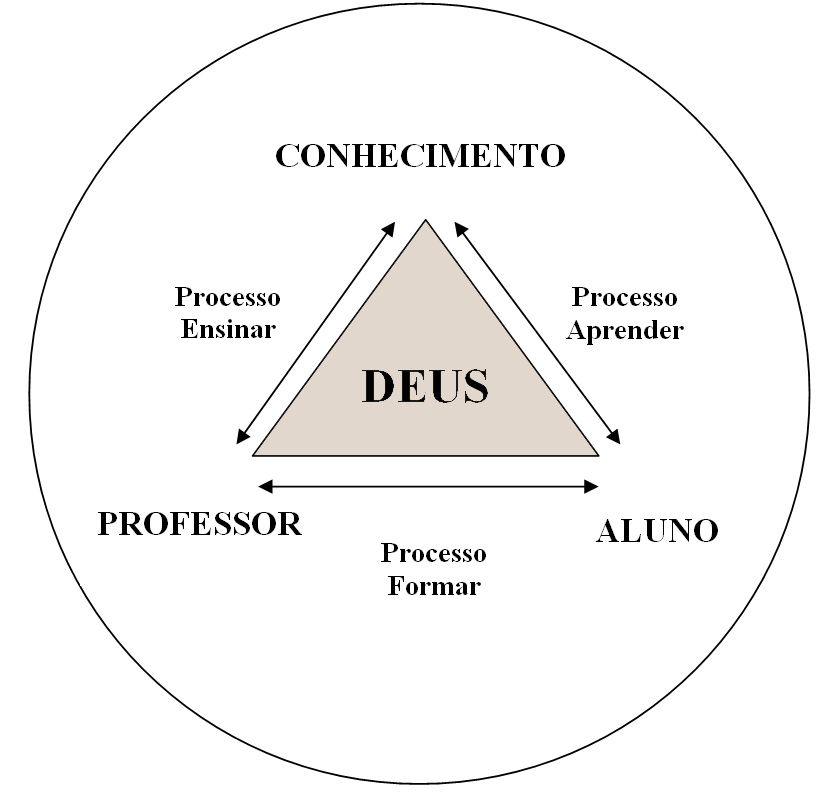 CONHECIMENTO
Processo
Ensinar
Processo
Aprender
DEUS
PROFESSOR
ALUNO
Processo
Formar